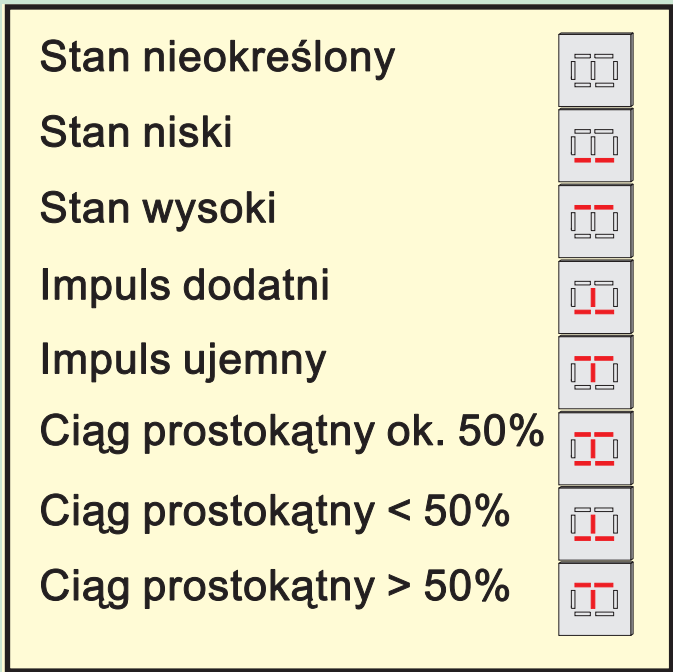 Stan nieokreślony
Stan niski
Stan wysoki
Impuls dodatni
Impuls ujemny
Ciąg prostokątny ok. 50%
Ciąg prostokątny < 50%
Ciąg prostokątny > 50%